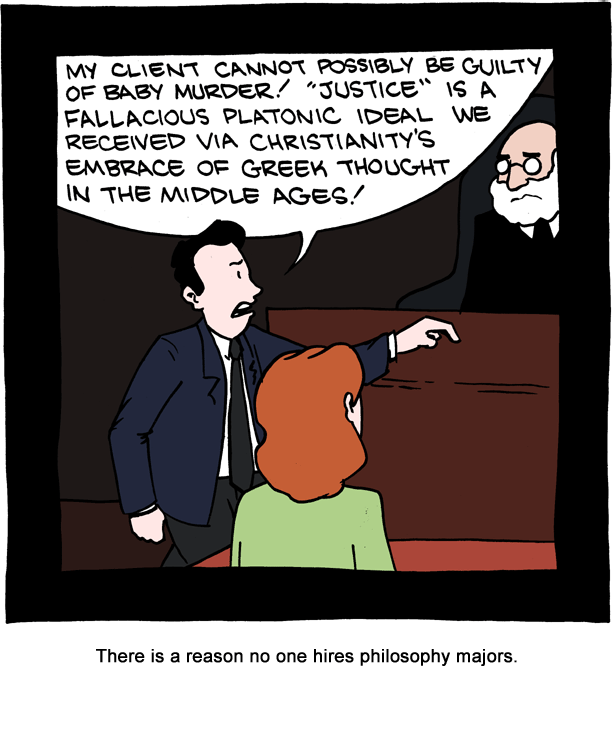 MY CLIENT CANNOT POSSIBLY BE GUILTY
OF BABY MURDER! "JUSTICE" IS A
FALLACIOUS PLATONIC IDEAL WE
RECEIVED VIA CHRISTIANITY'S
EMBRACE OF GREEK THOUGHT
IN THE MIDDLE AGES!
There is a reason no one hires philosophy majors.